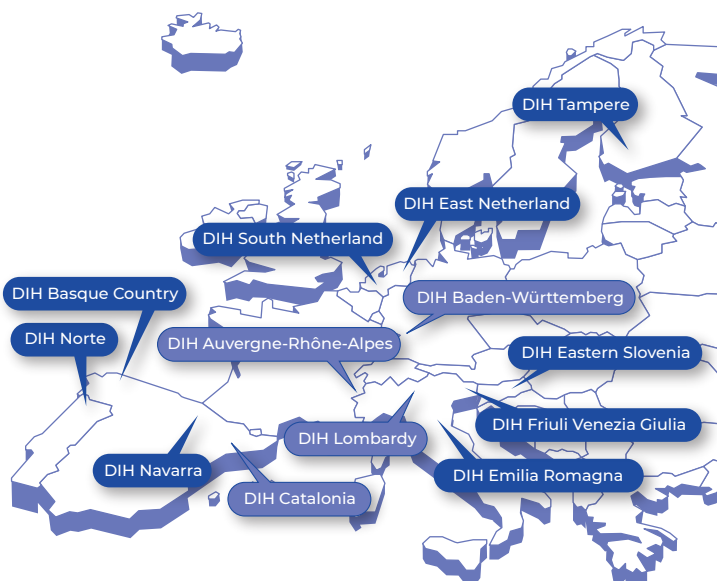 DIH Tampere
DIH East Netherland
DIH South Netherland
DIH Basque Country
DIH Baden-Württemberg
DIH Norte
DIH Auvergne-Rhône-Alpes
DIH Eastern Slovenia
DIH Friuli Venezia Giulia
DIH Lombardy
DIH Navarra
DIH Emilia Romagna
DIH Catalonia